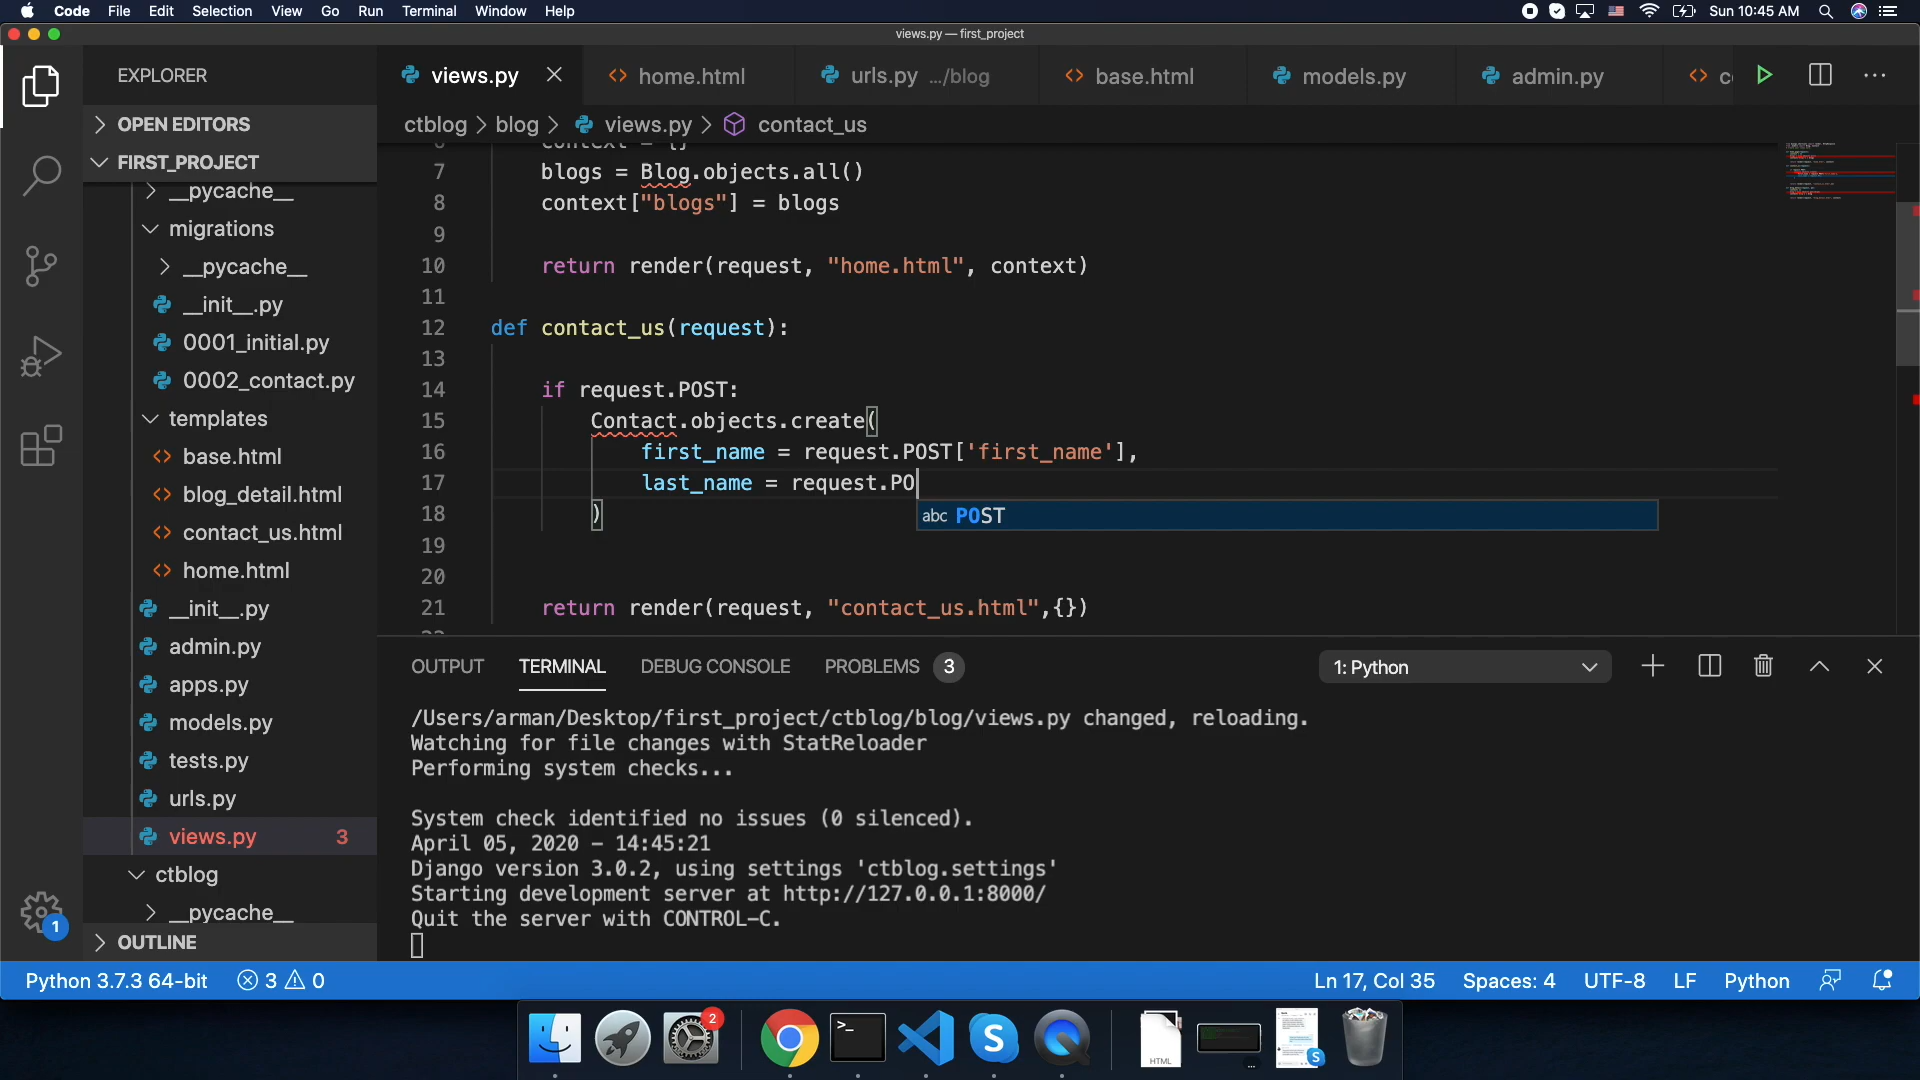 Code File Edit Selection View Go Run Terminal Window Help Sun 10:45 AM
views.py — first_project
EXPLORER
OPEN EDITORS
FIRST_PROJECT
__pycache__
migrations
__pycache__
__init__.py
0001_initial.py
0002_contact.py
templates
base.html
blog_detail.html
contact_us.html
home.html
__init__.py
admin.py
apps.py
models.py
tests.py
urls.py
views.py 3
ctblog
__pycache__
OUTLINE
1
views.py home.html urls.py .../blog base.html models.py admin.py
ctblog > blog > views.py > contact_us
6 context = {}
7 blogs = Blog.objects.all()
8 context["blogs"] = blogs
9
10 return render(request, "home.html", context)
11
12 def contact_us(request):
13
14 if request.POST:
15 Contact.objects.create(
16 first_name = request.POST['first_name'],
17 last_name = request.PO
abc POST
18 )
19
20
21 return render(request, "contact_us.html",{})
22
OUTPUT TERMINAL DEBUG CONSOLE PROBLEMS 3 1: Python
/Users/arman/Desktop/first_project/ctblog/blog/views.py changed, reloading.
Watching for file changes with StatReloader
Performing system checks...
System check identified no issues (0 silenced).
April 05, 2020 - 14:45:21
Django version 3.0.2, using settings 'ctblog.settings'
Starting development server at http://127.0.0.1:8000/
Quit the server with CONTROL-C.
Python 3.7.3 64-bit 3 0 Ln 17, Col 35 Spaces: 4 UTF-8 LF Python
2
HTML